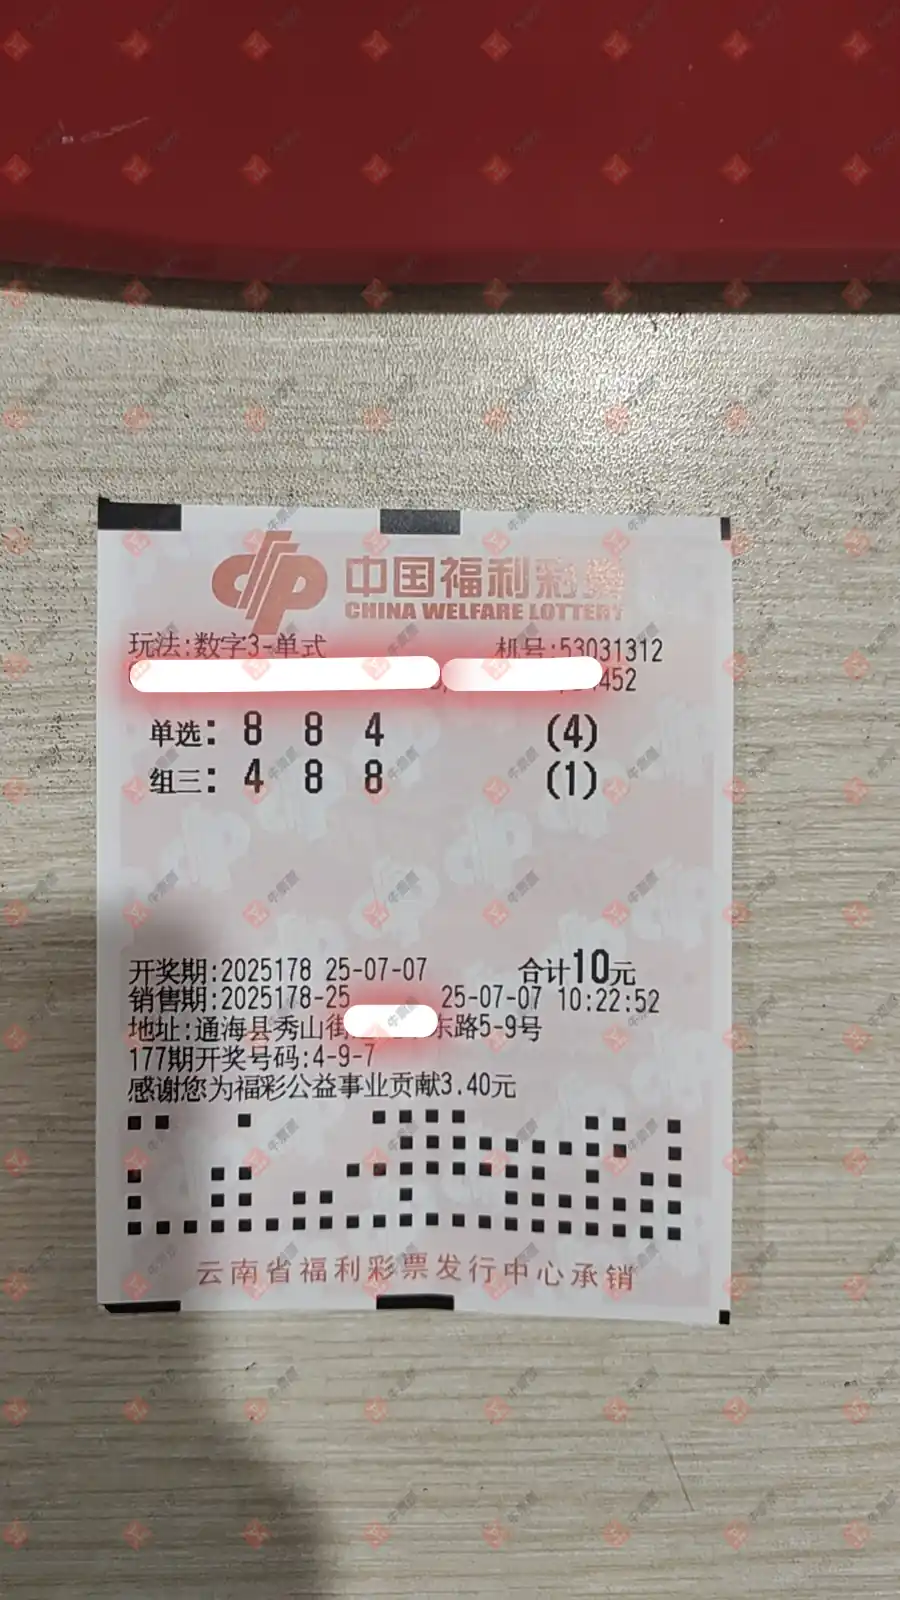 中国福利彩票
CHINA WELFARE LOTTERY
玩法:数字3-单式 机号:53031312
452
单选: 8 8 4 (4)
组三: 4 8 8 (1)
开奖期:2025178 25-07-07 合计10元
销售期:2025178-25 25-07-07 10:22:52
地址:通海县秀山街 东路5-9号
177期开奖号码:4-9-7
感谢您为福彩公益事业贡献3.40元
云南省福利彩票发行中心承销